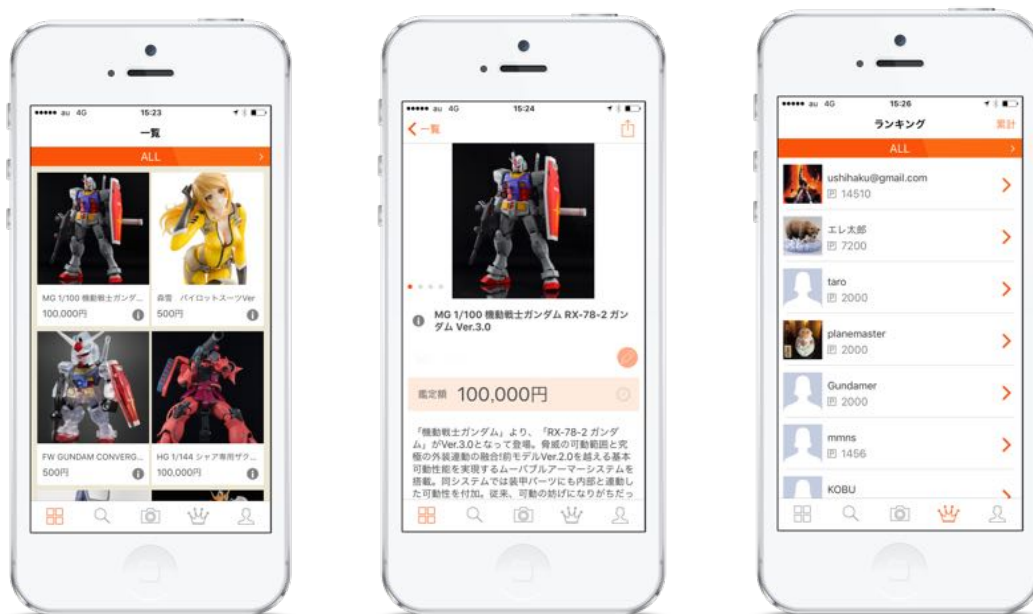 au 4G 15:23
一覧
ALL
MG 1/100 機動戦士ガンダ...
100,000円
森雪 パイロットスーツVer
500円
FW GUNDAM CONVERG...
500円
HG 1/144 シャア専用ザク...
100,000円
au 4G 15:24
一覧
MG 1/100 機動戦士ガンダム RX-78-2 ガン
ダム Ver.3.0
鑑定額 100,000円
「機動戦士ガンダム」より、「RX-78-2 ガンダ
ム」がVer.3.0となって登場。脅威の可動範囲と究
極の外装連動の融合!前モデルVer.2.0を越える基本
可動性能を実現するムーバブルアーマーシステムを
搭載。同システムでは装甲パーツにも内部と連動し
た可動性を付加。従来、可動の妨げになりがちだっ
au 4G 15:26
ランキング 累計
ALL
ushihaku@gmail.com
P 14510
エレ太郎
P 7200
taro
P 2000
planemaster
P 2000
Gundamer
P 2000
mmns
P 1456
KOBU